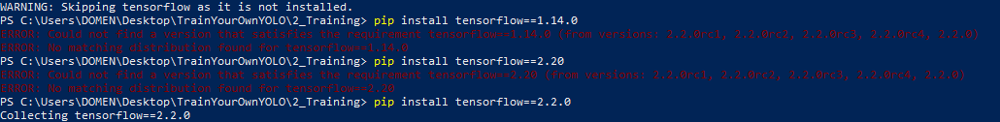 WARNING: Skipping tensorflow as it is not installed.
PS C:\Users\DOMEN\Desktop\TrainYourOwnYOLO\2_Training> pip install tensorflow==1.14.0
ERROR: Could not find a version that satisfies the requirement tensorflow==1.14.0 (from versions: 2.2.0rc1, 2.2.0rc2, 2.2.0rc3, 2.2.0rc4, 2.2.0)
ERROR: No matching distribution found for tensorflow==1.14.0
PS C:\Users\DOMEN\Desktop\TrainYourOwnYOLO\2_Training> pip install tensorflow==2.20
ERROR: Could not find a version that satisfies the requirement tensorflow==2.20 (from versions: 2.2.0rc1, 2.2.0rc2, 2.2.0rc3, 2.2.0rc4, 2.2.0)
ERROR: No matching distribution found for tensorflow==2.20
PS C:\Users\DOMEN\Desktop\TrainYourOwnYOLO\2_Training> pip install tensorflow==2.2.0
Collecting tensorflow==2.2.0